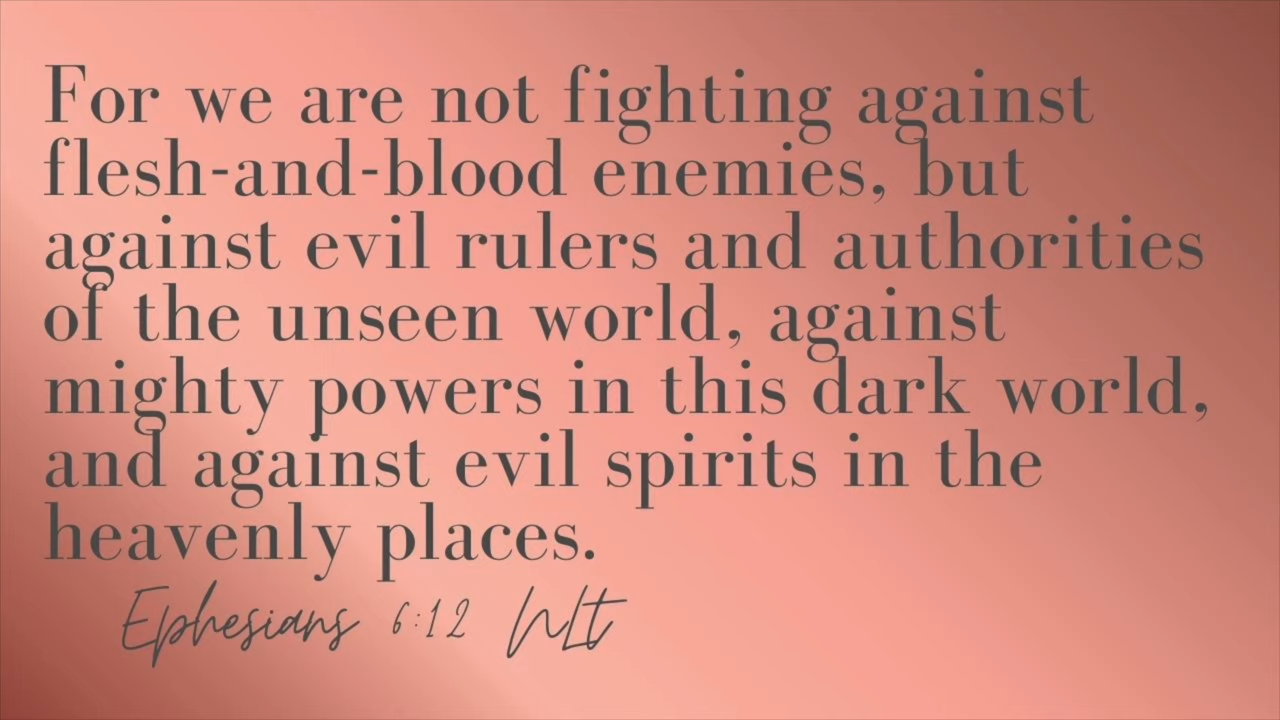 For we are not fighting against
flesh-and-blood enemies, but
against evil rulers and authorities
of the unseen world, against
mighty powers in this dark world,
and against evil spirits in the
heavenly places.
Ephesians 6:12 NLT